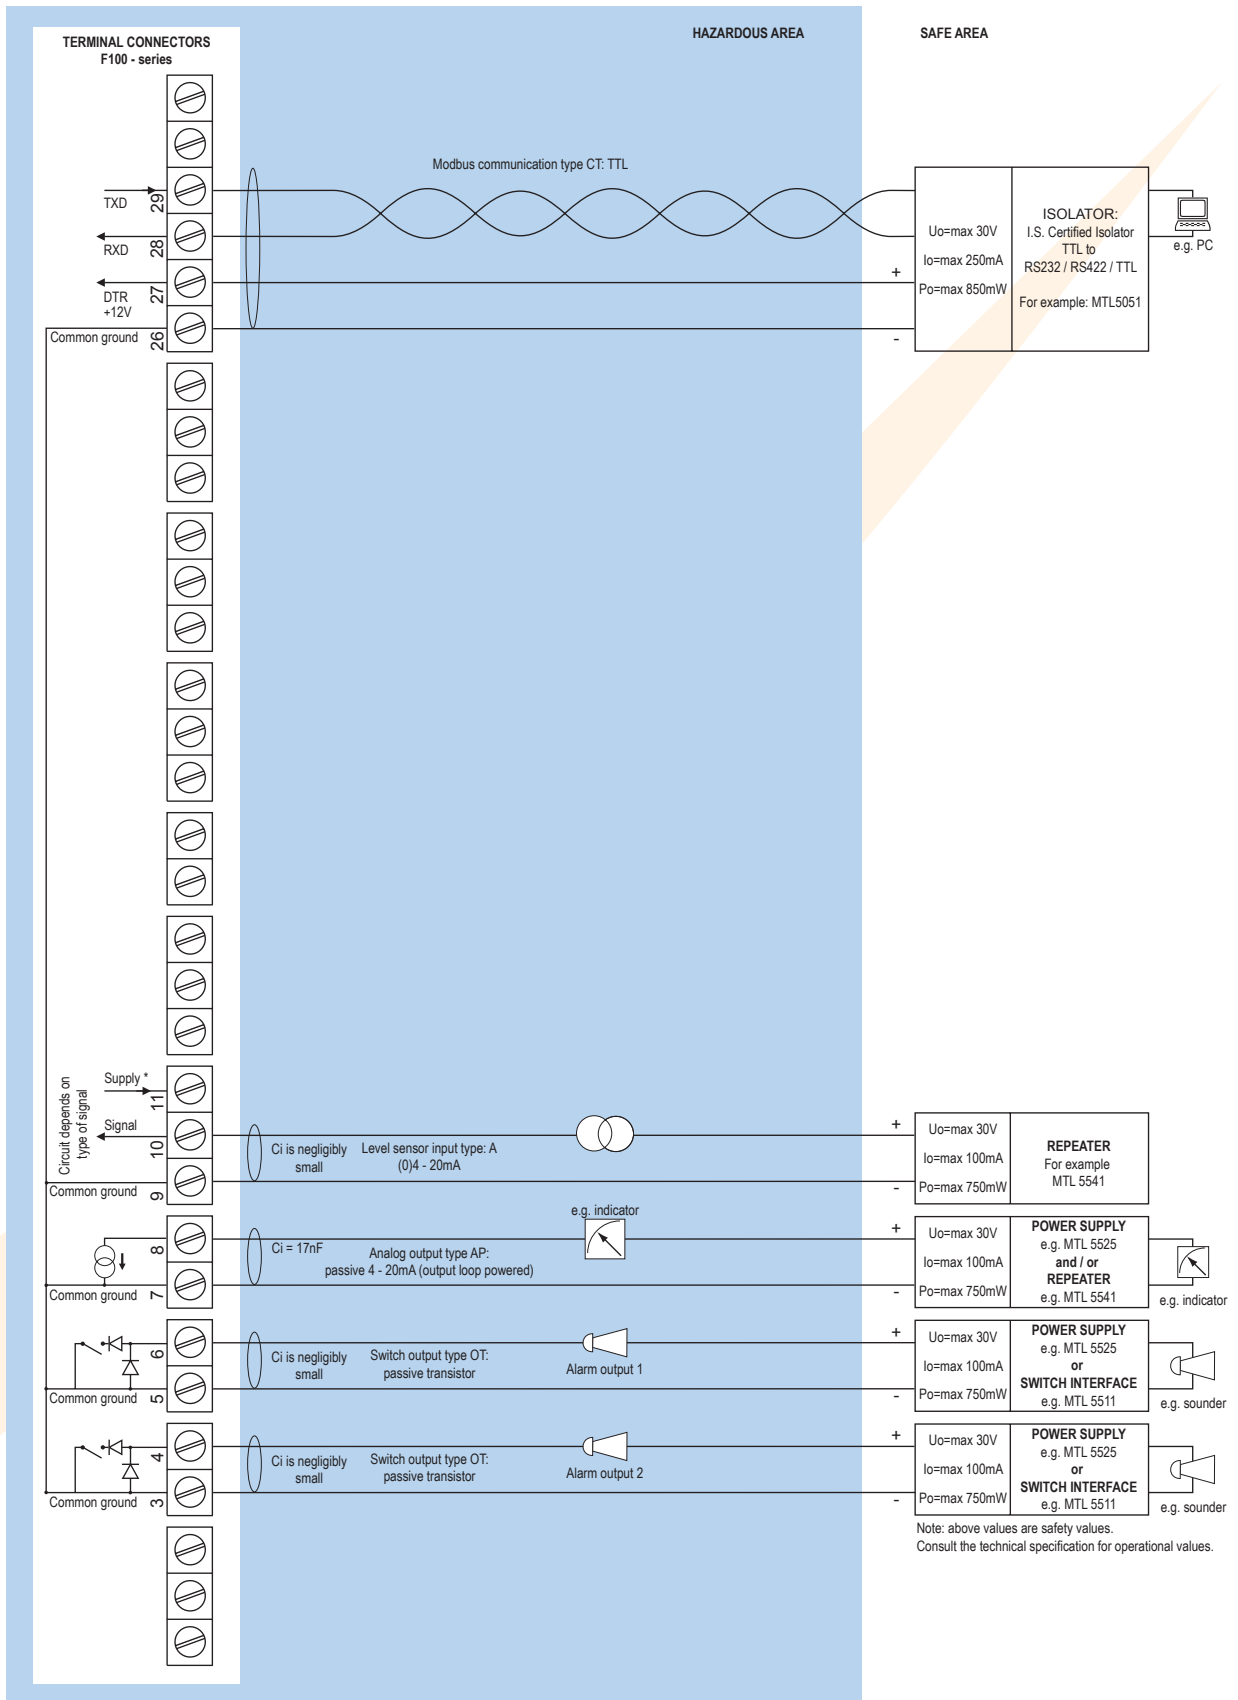 TERMINAL CONNECTORS
F100 - series
HAZARDOUS AREA
SAFE AREA
Modbus communication type CT: TTL
TXD
29
RXD
28
DTR
+12V
27
Common ground
26
+
-
Uo=max 30V
Io=max 250mA
Po=max 850mW
ISOLATOR:
I.S. Certified Isolator
TTL to
RS232 / RS422 / TTL
For example: MTL5051
e.g. PC
Circuit depends on
type of signal
Supply *
11
Signal
10
Common ground
9
Ci is negligibly
small
Level sensor input type: A
(0)4 - 20mA
+
-
Uo=max 30V
Io=max 100mA
Po=max 750mW
REPEATER
For example
MTL 5541
8
Common ground
7
Ci = 17nF
Analog output type AP:
passive 4 - 20mA (output loop powered)
e.g. indicator
+
-
Uo=max 30V
Io=max 100mA
Po=max 750mW
POWER SUPPLY
e.g. MTL 5525
and / or
REPEATER
e.g. MTL 5541
e.g. indicator
6
Common ground
5
Ci is negligibly
small
Switch output type OT:
passive transistor
Alarm output 1
+
-
Uo=max 30V
Io=max 100mA
Po=max 750mW
POWER SUPPLY
e.g. MTL 5525
or
SWITCH INTERFACE
e.g. MTL 5511
e.g. sounder
4
Common ground
3
Ci is negligibly
small
Switch output type OT:
passive transistor
Alarm output 2
+
-
Uo=max 30V
Io=max 100mA
Po=max 750mW
POWER SUPPLY
e.g. MTL 5525
or
SWITCH INTERFACE
e.g. MTL 5511
e.g. sounder
Note: above values are safety values.
Consult the technical specification for operational values.